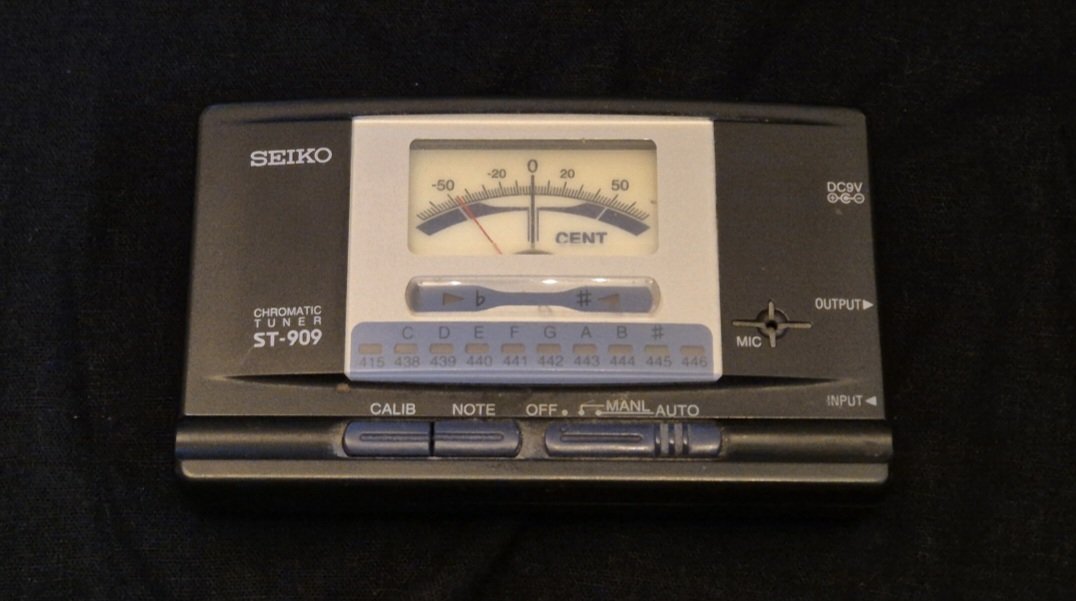 SEIKO
-50 -20 0 20 50
CENT
DC9V
♭ ♯
CHROMATIC
TUNER
ST-909
OUTPUT
MIC
C D E F G A B ♯
415 438 439 440 441 442 443 444 445 446
INPUT
CALIB NOTE OFF MANL AUTO